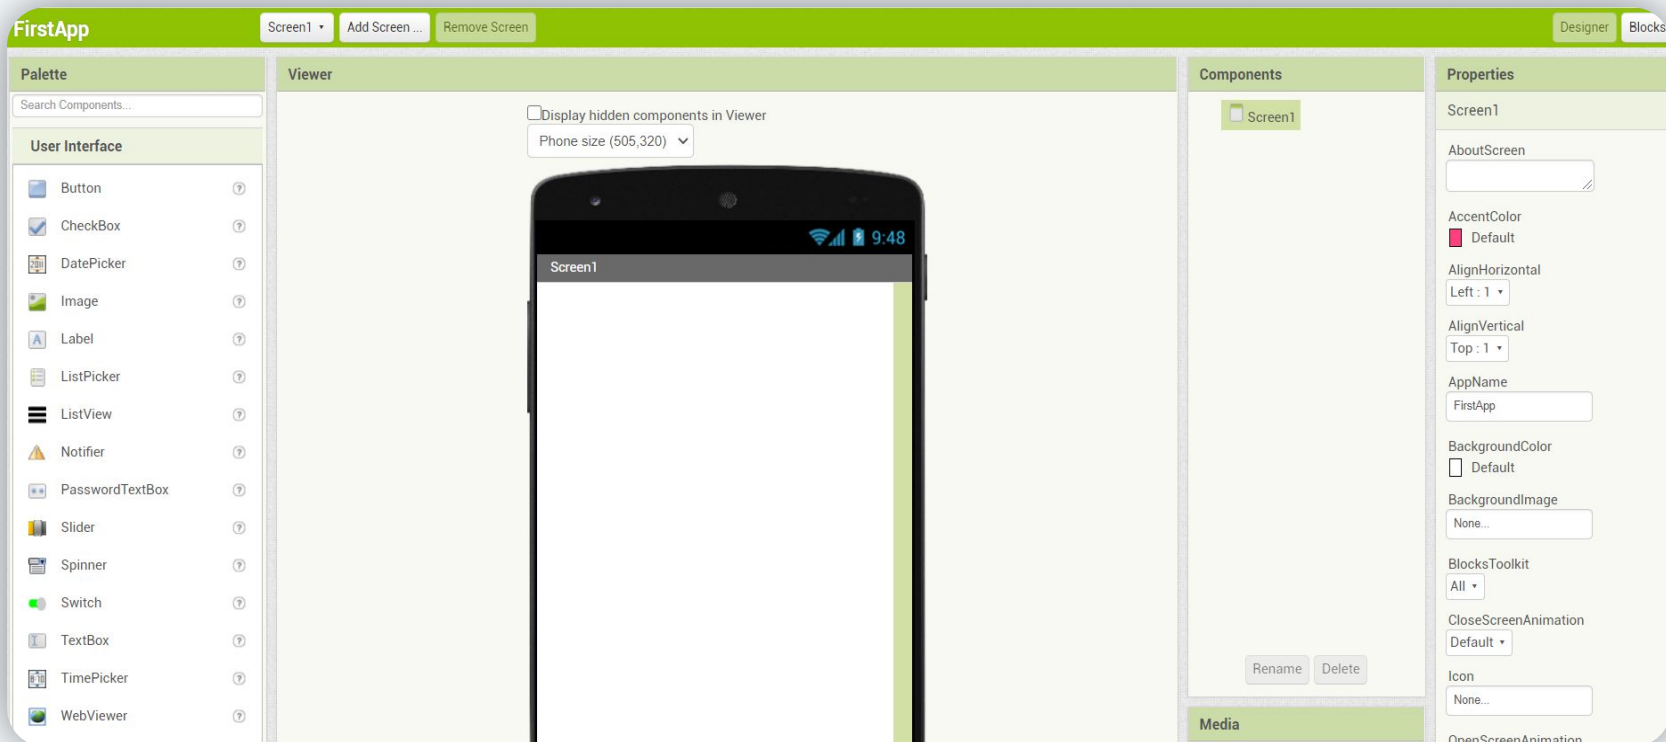 FirstApp
Screen1
Add Screen ...
Remove Screen
Designer
Blocks
Palette
Search Components...
User Interface
Button
CheckBox
DatePicker
Image
Label
ListPicker
ListView
Notifier
PasswordTextBox
Slider
Spinner
Switch
TextBox
TimePicker
WebViewer
Viewer
Display hidden components in Viewer
Phone size (505,320)
9:48
Screen1
Components
Screen1
Rename
Delete
Media
Properties
Screen1
AboutScreen
AccentColor
Default
AlignHorizontal
Left : 1
AlignVertical
Top : 1
AppName
FirstApp
BackgroundColor
Default
BackgroundImage
None...
BlocksToolkit
All
CloseScreenAnimation
Default
Icon
None...
OpenScreenAnimation